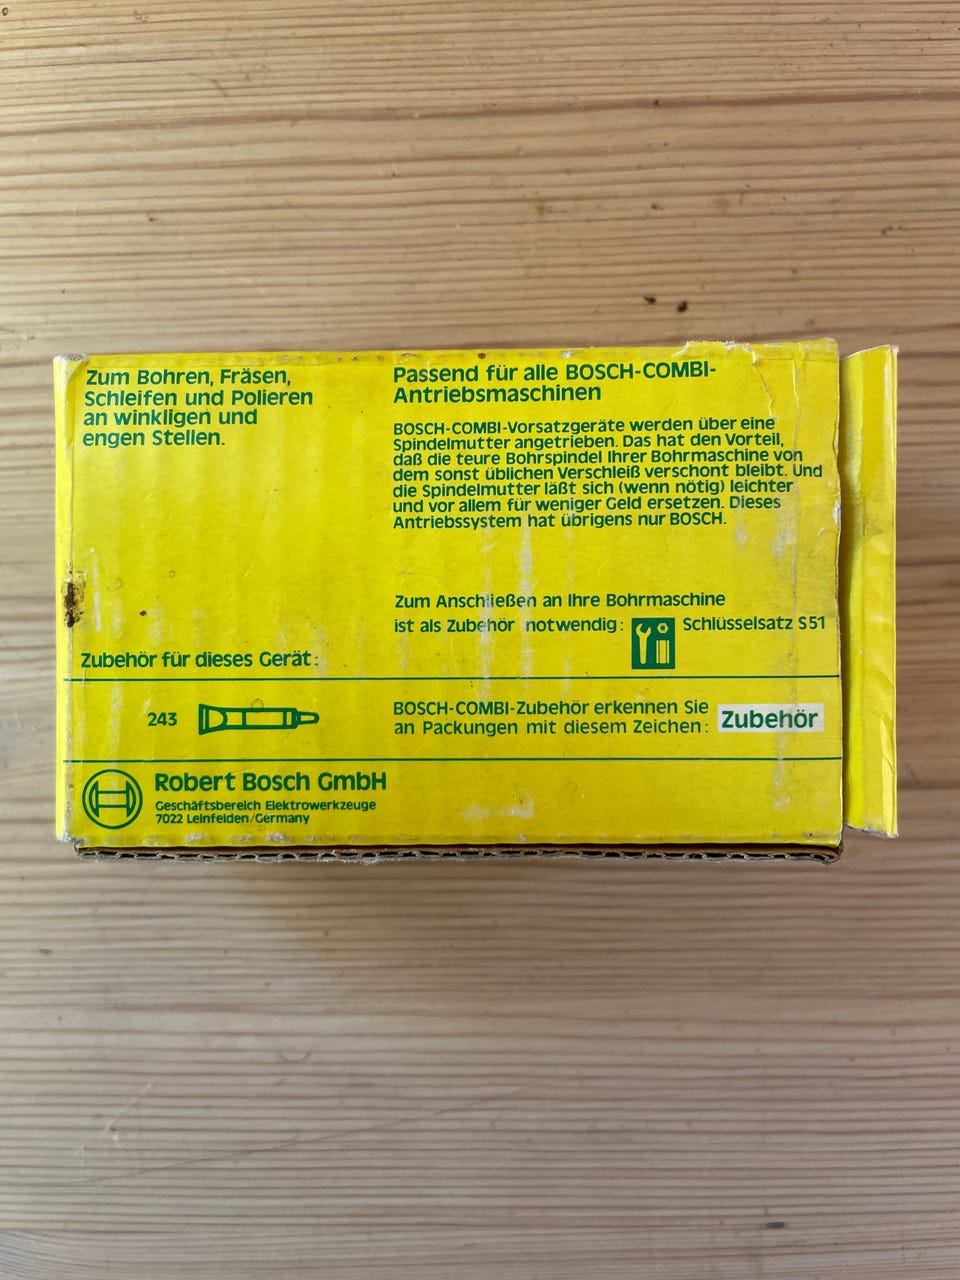 Zum Bohren, Fräsen,
Schleifen und Polieren
an winkligen und
engen Stellen.
Passend für alle BOSCH-COMBI-
Antriebsmaschinen
BOSCH-COMBI-Vorsatzgeräte werden über eine
Spindelmutter angetrieben. Das hat den Vorteil,
daß die teure Bohrspindel Ihrer Bohrmaschine von
dem sonst üblichen Verschleiß verschont bleibt. Und
die Spindelmutter läßt sich (wenn nötig) leichter
und vor allem für weniger Geld ersetzen. Dieses
Antriebssystem hat übrigens nur BOSCH.
Zum Anschließen an Ihre Bohrmaschine
ist als Zubehör notwendig: Schlüsselsatz S51
Zubehör für dieses Gerät:
243
BOSCH-COMBI-Zubehör erkennen Sie
an Packungen mit diesem Zeichen: Zubehör
Robert Bosch GmbH
Geschäftsbereich Elektrowerkzeuge
7022 Leinfelden/Germany